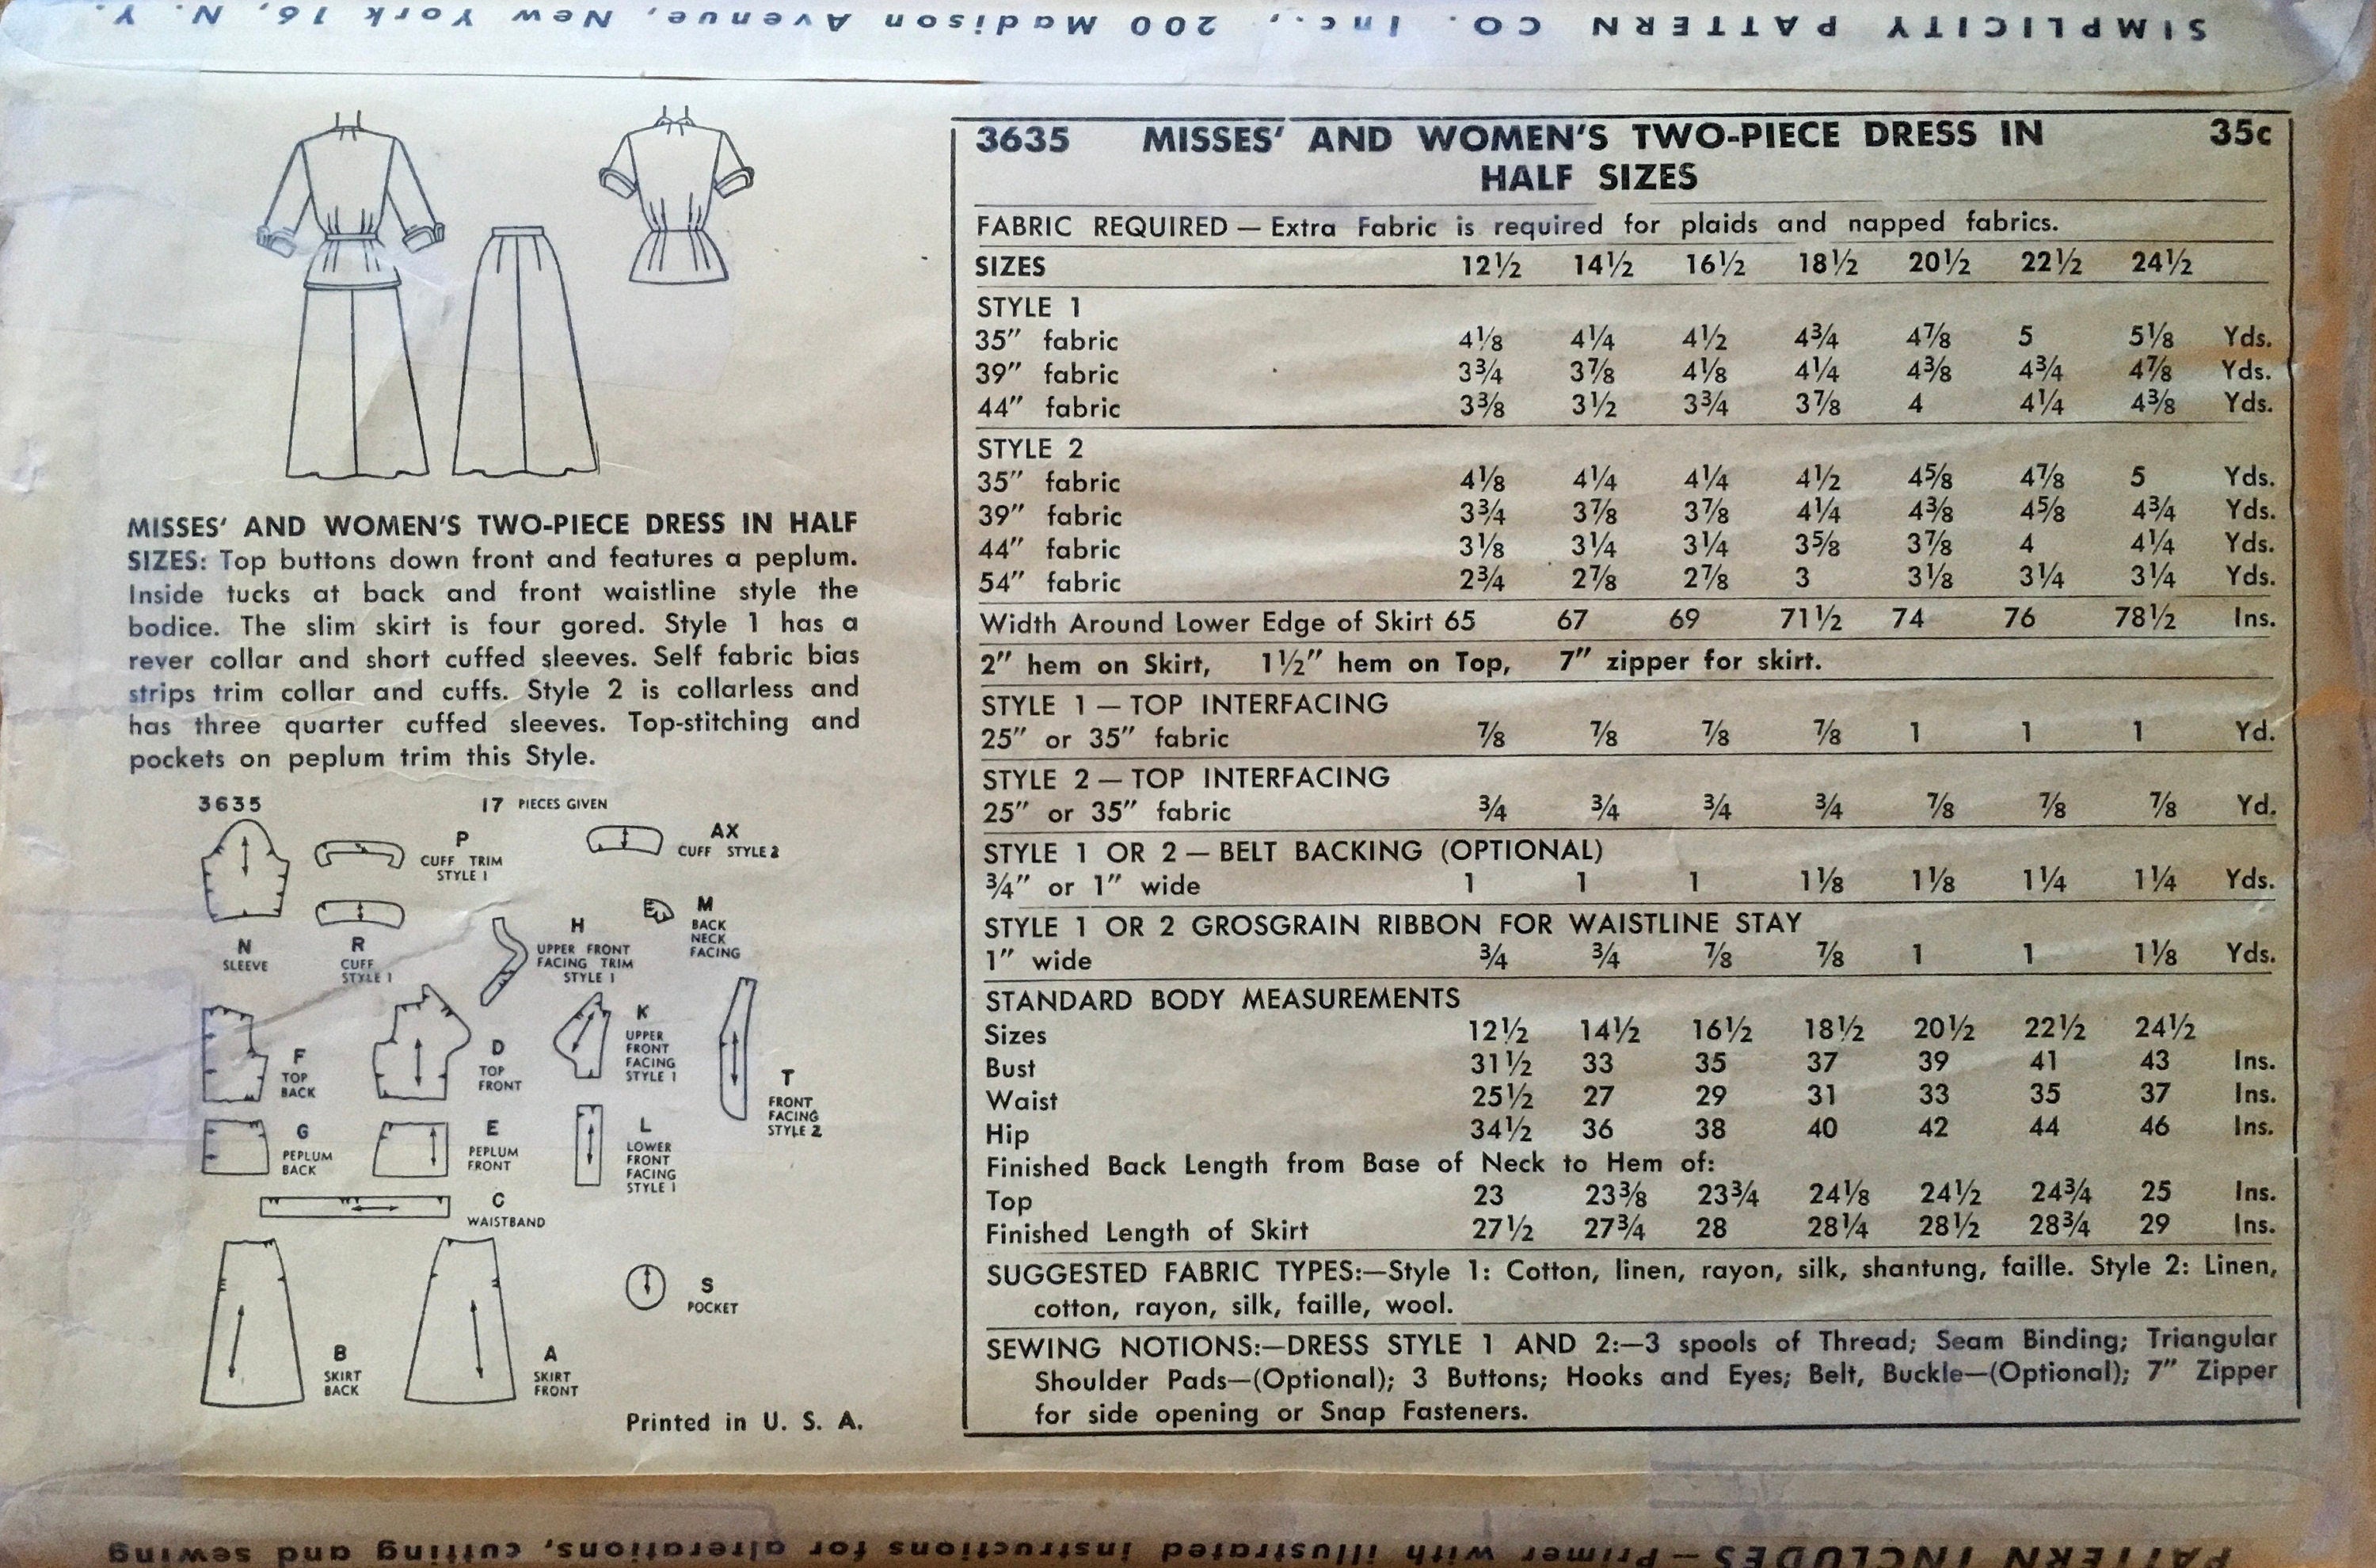 SIMPLICITY PATTERN CO. Inc., 200 Madison Avenue, New York 16, N. Y.
MISSES' AND WOMEN'S TWO-PIECE DRESS IN HALF
SIZES: Top buttons down front and features a peplum.
Inside tucks at back and front waistline style the
bodice. The slim skirt is four gored. Style 1 has a
rever collar and short cuffed sleeves. Self fabric bias
strips trim collar and cuffs. Style 2 is collarless and
has three quarter cuffed sleeves. Top-stitching and
pockets on peplum trim this Style.
3635 17 PIECES GIVEN
P
CUFF TRIM
STYLE 1
AX
CUFF STYLE 2
N
SLEEVE
R
CUFF
STYLE 1
H
UPPER FRONT
FACING TRIM
STYLE 1
M
BACK
NECK
FACING
F
TOP
BACK
D
TOP
FRONT
K
UPPER
FRONT
FACING
STYLE 1
T
FRONT
FACING
STYLE 2
G
PEPLUM
BACK
E
PEPLUM
FRONT
L
LOWER
FRONT
FACING
STYLE 1
C
WAISTBAND
B
SKIRT
BACK
A
SKIRT
FRONT
S
POCKET
Printed in U. S. A.
3635 MISSES' AND WOMEN'S TWO-PIECE DRESS IN 35c
HALF SIZES
FABRIC REQUIRED — Extra Fabric is required for plaids and napped fabrics.
SIZES 12½ 14½ 16½ 18½ 20½ 22½ 24½
STYLE 1
35" fabric 4⅛ 4¼ 4½ 4¾ 4⅞ 5 5⅛ Yds.
39" fabric 3¾ 3⅞ 4⅛ 4¼ 4⅜ 4¾ 4⅞ Yds.
44" fabric 3⅜ 3½ 3¾ 3⅞ 4 4¼ 4⅜ Yds.
STYLE 2
35" fabric 4⅛ 4¼ 4¼ 4½ 4⅝ 4⅞ 5 Yds.
39" fabric 3¾ 3⅞ 3⅞ 4¼ 4⅜ 4⅝ 4¾ Yds.
44" fabric 3⅛ 3¼ 3¼ 3⅝ 3⅞ 4 4¼ Yds.
54" fabric 2¾ 2⅞ 2⅞ 3 3⅛ 3¼ 3¼ Yds.
Width Around Lower Edge of Skirt 65 67 69 71½ 74 76 78½ Ins.
2" hem on Skirt, 1½" hem on Top, 7" zipper for skirt.
STYLE 1 — TOP INTERFACING
25" or 35" fabric ⅞ ⅞ ⅞ ⅞ 1 1 1 Yd.
STYLE 2 — TOP INTERFACING
25" or 35" fabric ¾ ¾ ¾ ¾ ⅞ ⅞ ⅞ Yd.
STYLE 1 OR 2 — BELT BACKING (OPTIONAL)
¾" or 1" wide 1 1 1 1⅛ 1⅛ 1¼ 1¼ Yds.
STYLE 1 OR 2 GROSGRAIN RIBBON FOR WAISTLINE STAY
1" wide ¾ ¾ ⅞ ⅞ 1 1 1⅛ Yds.
STANDARD BODY MEASUREMENTS
Sizes 12½ 14½ 16½ 18½ 20½ 22½ 24½
Bust 31½ 33 35 37 39 41 43 Ins.
Waist 25½ 27 29 31 33 35 37 Ins.
Hip 34½ 36 38 40 42 44 46 Ins.
Finished Back Length from Base of Neck to Hem of:
Top 23 23⅜ 23¾ 24⅛ 24½ 24¾ 25 Ins.
Finished Length of Skirt 27½ 27¾ 28 28¼ 28½ 28¾ 29 Ins.
SUGGESTED FABRIC TYPES:—Style 1: Cotton, linen, rayon, silk, shantung, faille. Style 2: Linen,
cotton, rayon, silk, faille, wool.
SEWING NOTIONS:—DRESS STYLE 1 AND 2:—3 spools of Thread; Seam Binding; Triangular
Shoulder Pads—(Optional); 3 Buttons; Hooks and Eyes; Belt, Buckle—(Optional); 7" Zipper
for side opening or Snap Fasteners.
PATTERN INCLUDES — Primer with illustrated instructions for alterations, cutting and sewing